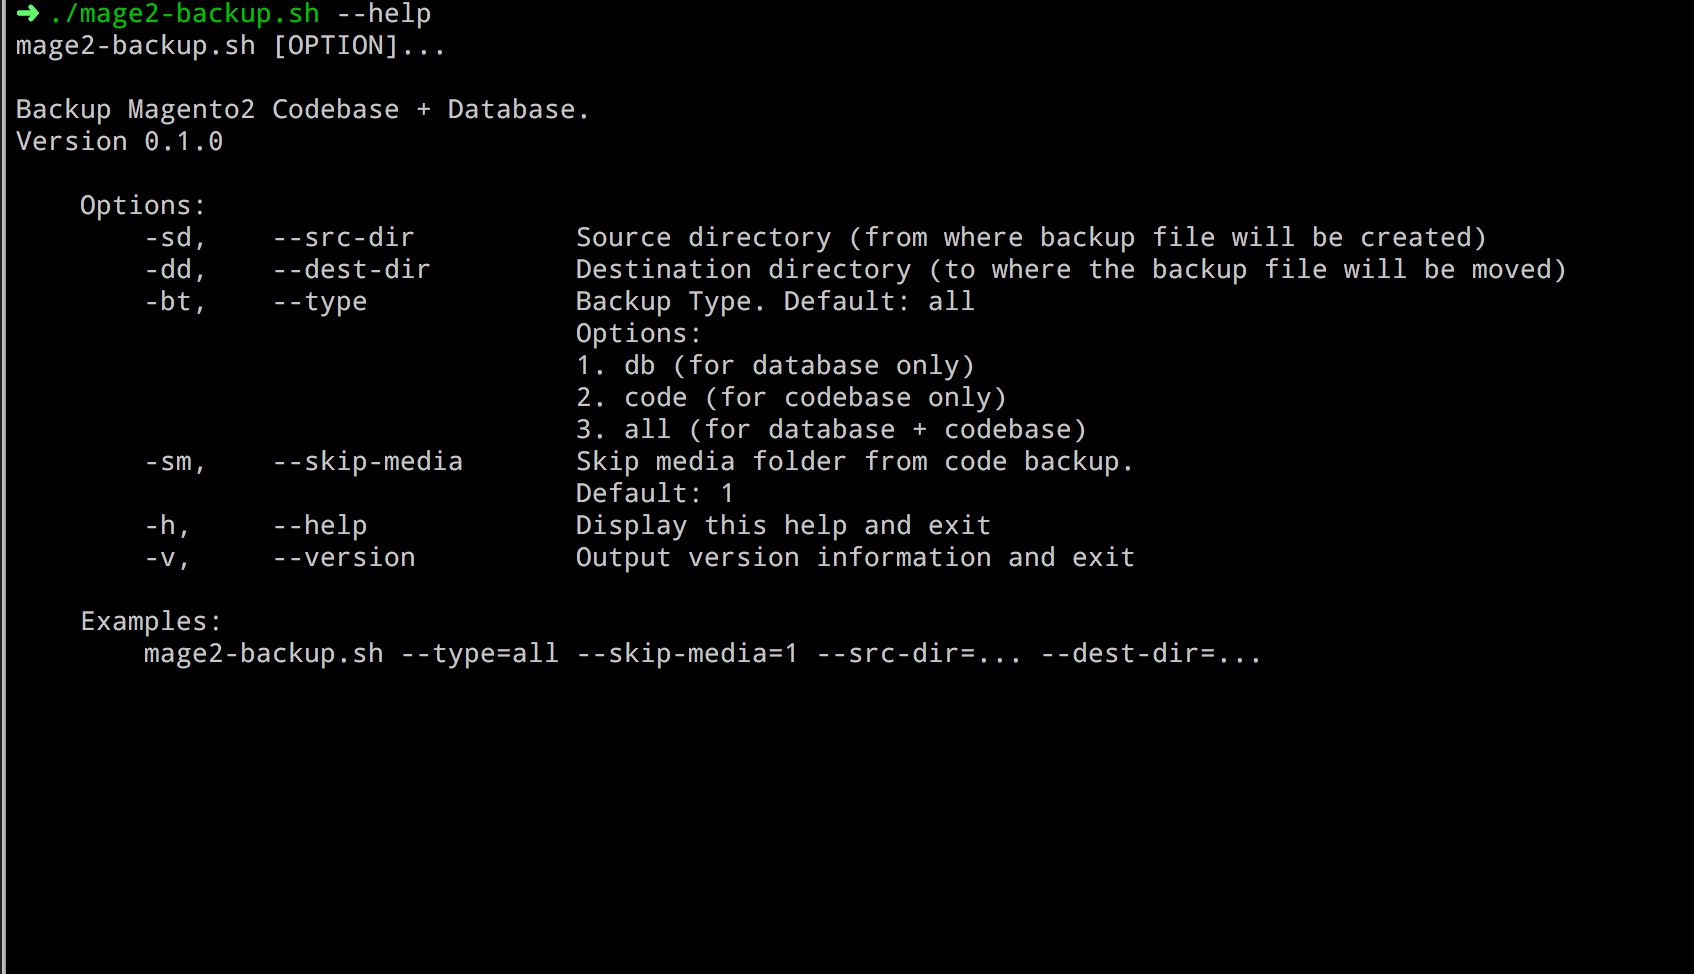 ➜ ./mage2-backup.sh --help
mage2-backup.sh [OPTION]...

Backup Magento2 Codebase + Database.
Version 0.1.0

    Options:
        -sd,    --src-dir          Source directory (from where backup file will be created)
        -dd,    --dest-dir         Destination directory (to where the backup file will be moved)
        -bt,    --type             Backup Type. Default: all
                                   Options:
                                   1. db (for database only)
                                   2. code (for codebase only)
                                   3. all (for database + codebase)
        -sm,    --skip-media       Skip media folder from code backup.
                                   Default: 1
        -h,     --help             Display this help and exit
        -v,     --version          Output version information and exit

    Examples:
        mage2-backup.sh --type=all --skip-media=1 --src-dir=... --dest-dir=...